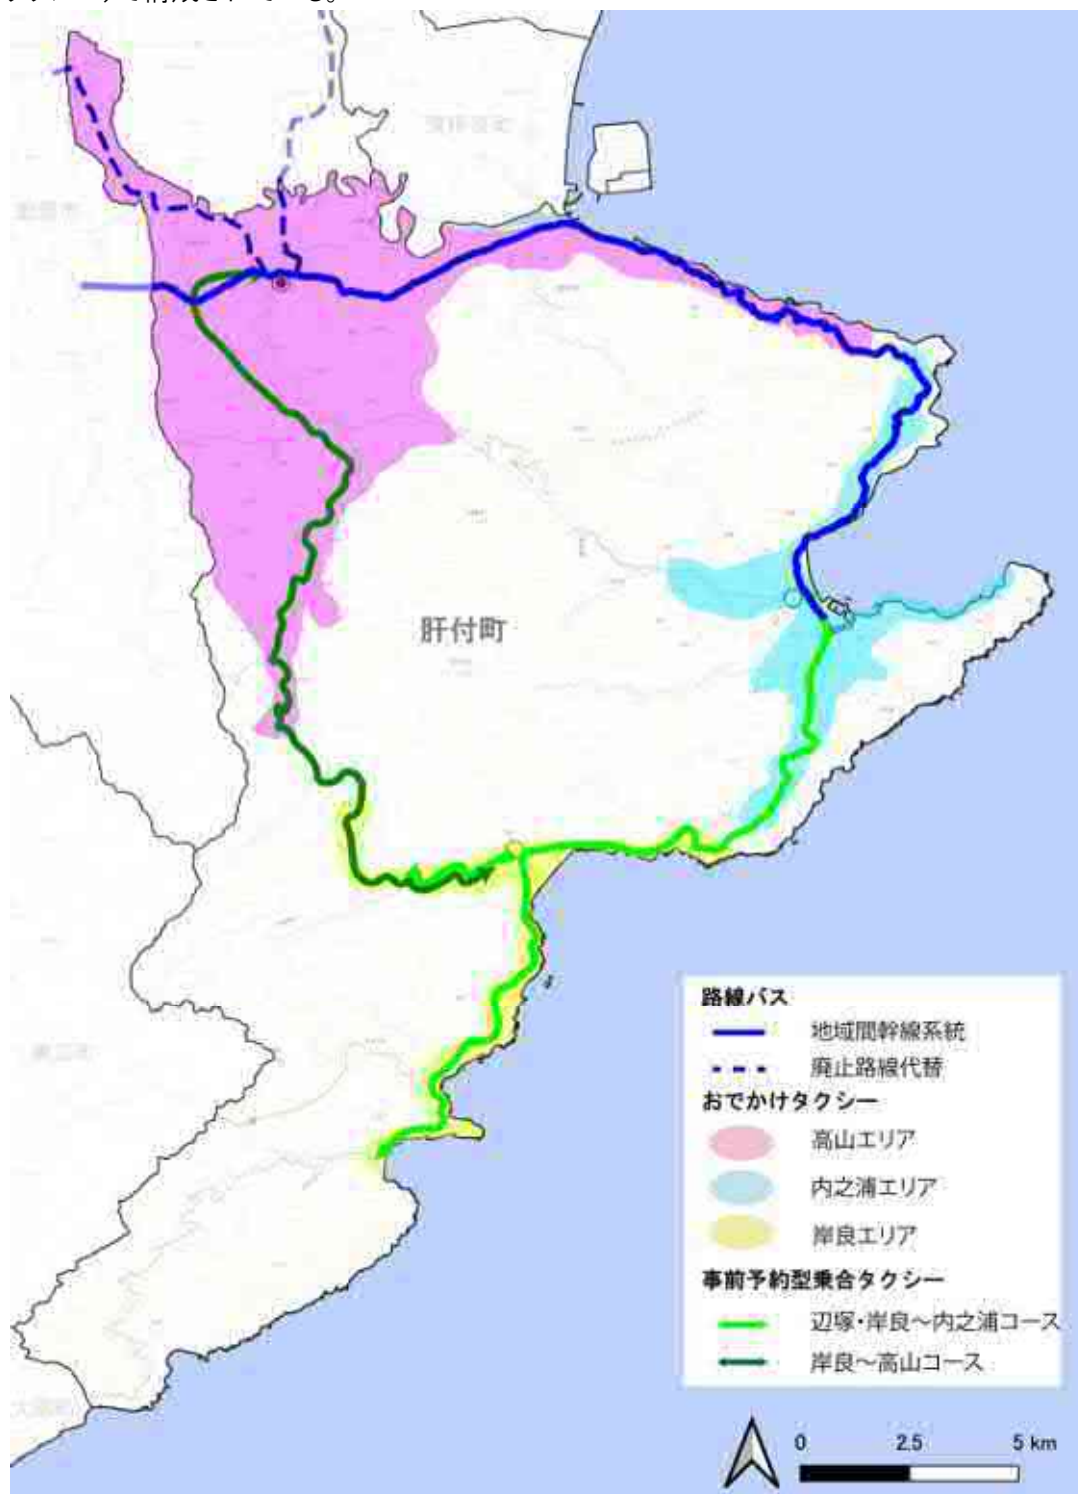 肝付町
路線バス
地域間幹線系統
廃止路線代替
おでかけタクシー
高山エリア
内之浦エリア
岸良エリア
事前予約型乗合タクシー
辺塚・岸良～内之浦コース
岸良～高山コース
0 2.5 5 km